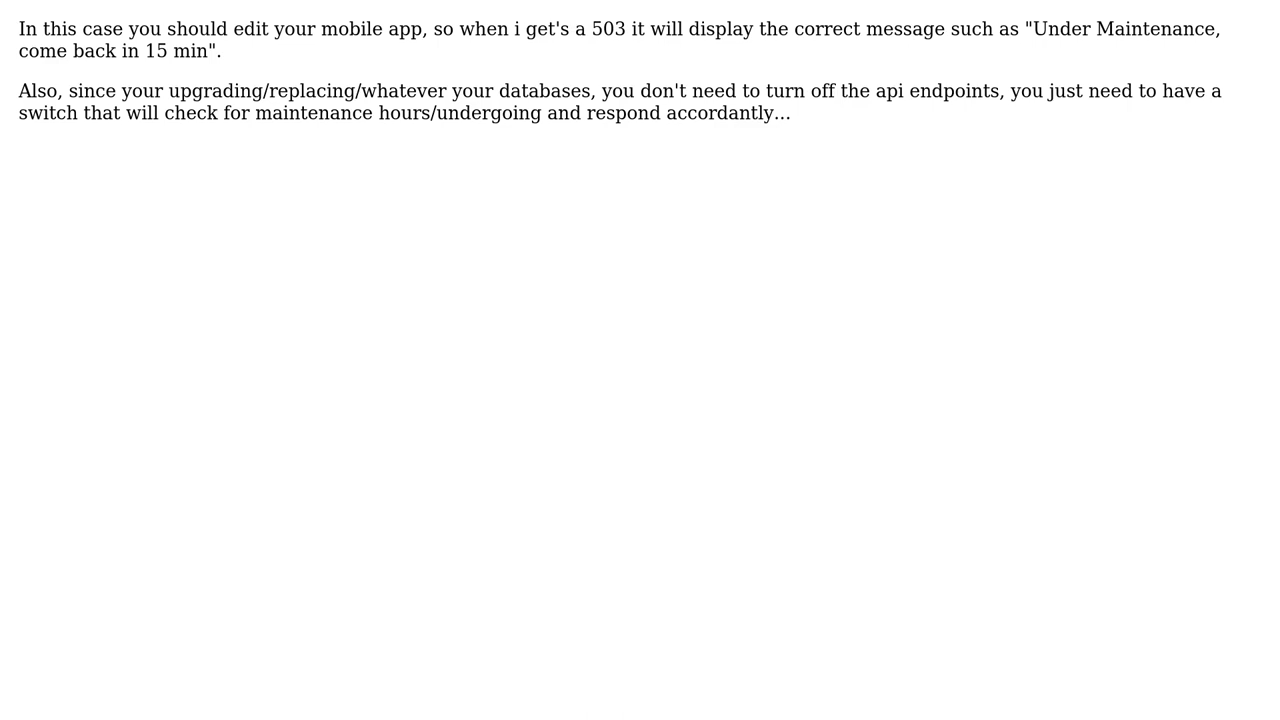 In this case you should edit your mobile app, so when i get's a 503 it will display the correct message such as "Under Maintenance,
come back in 15 min".
Also, since your upgrading/replacing/whatever your databases, you don't need to turn off the api endpoints, you just need to have a
switch that will check for maintenance hours/undergoing and respond accordantly...